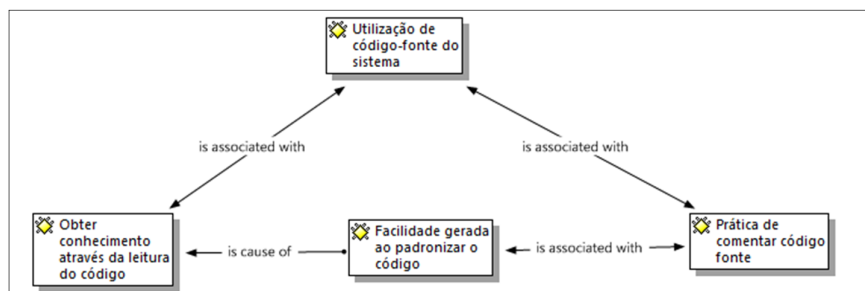 Utilização de
código-fonte do
sistema
is associated with
is associated with
Obter
conhecimento
através da leitura
do código
is cause of
Facilidade gerada
ao padronizar o
código
is associated with
Prática de
comentar código
fonte